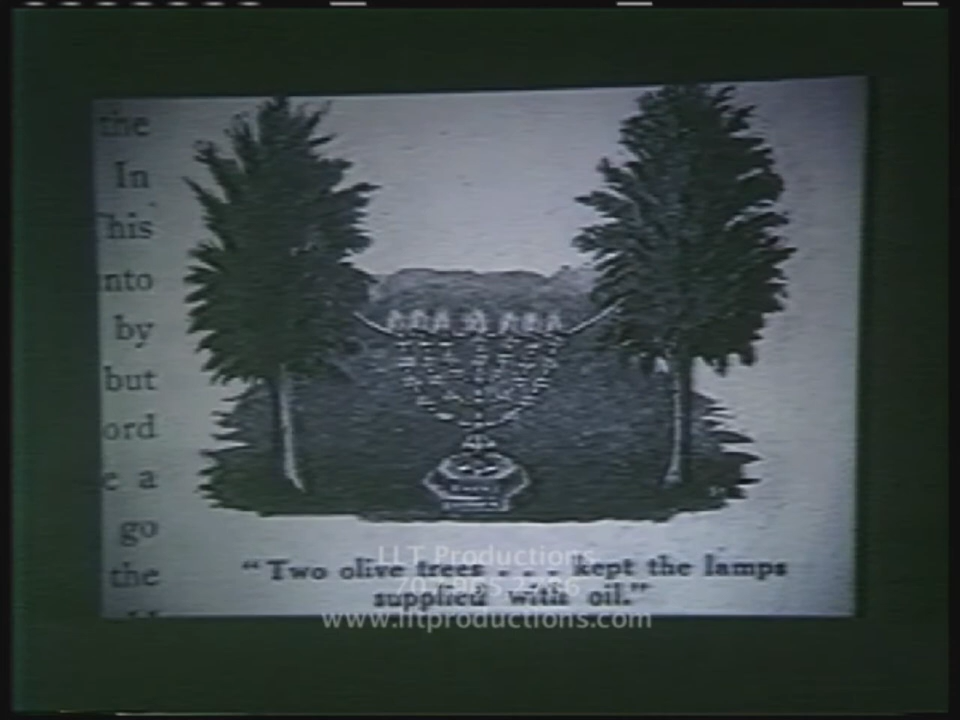 the
In
This
nto
by
but
ord
e a
go
the
"Two olive trees . . . kept the lamps
supplied with oil."
LLT Productions
www.lltproductions.com